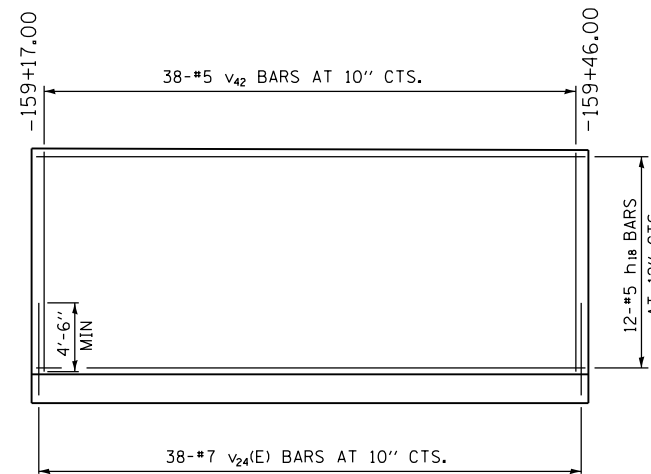 -159+17.00
38-#5 v42 BARS AT 10'' CTS.
-159+46.00
12-#5 h18 BARS
4'-6''
MIN
38-#7 v24(E) BARS AT 10'' CTS.